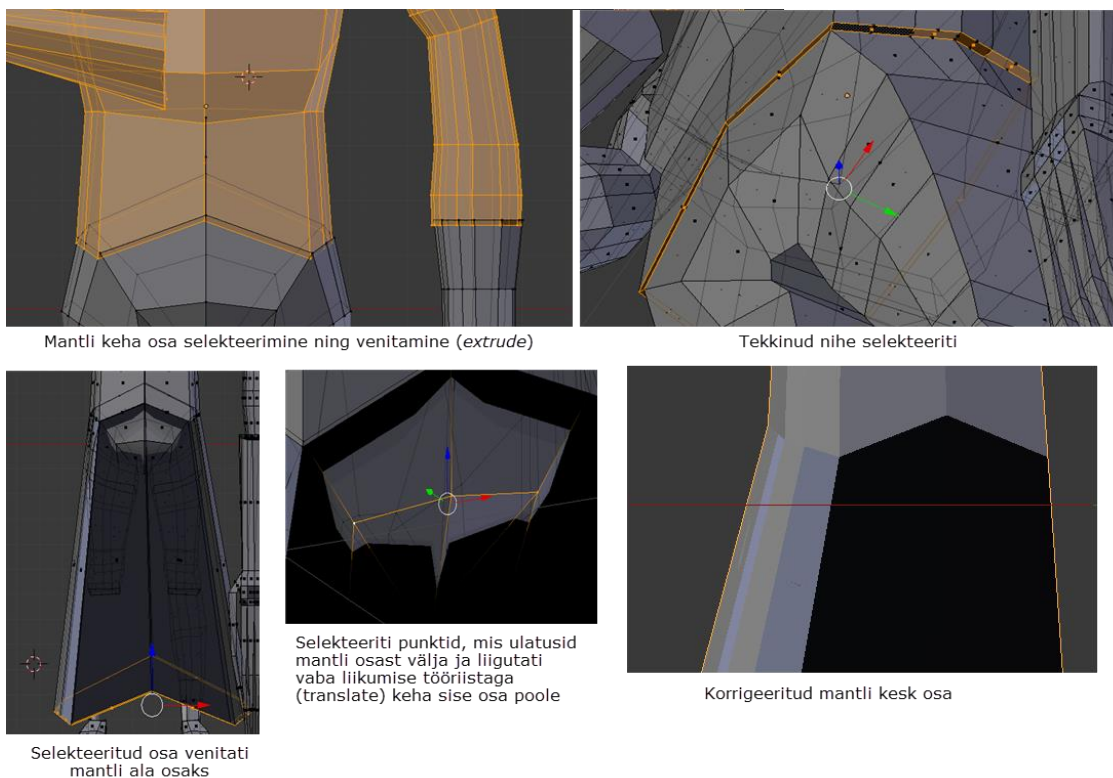 Mantli keha osa selekteerimine ning venitamine (extrude)
Tekkinud nihe selekteeriti
Selekteeriti punktid, mis ulatusid
mantli osast välja ja liigutati
vaba liikumise tööriistaga
(translate) keha sise osa poole
Korrigeeritud mantli kesk osa
Selekteeritud osa venitati
mantli ala osaks